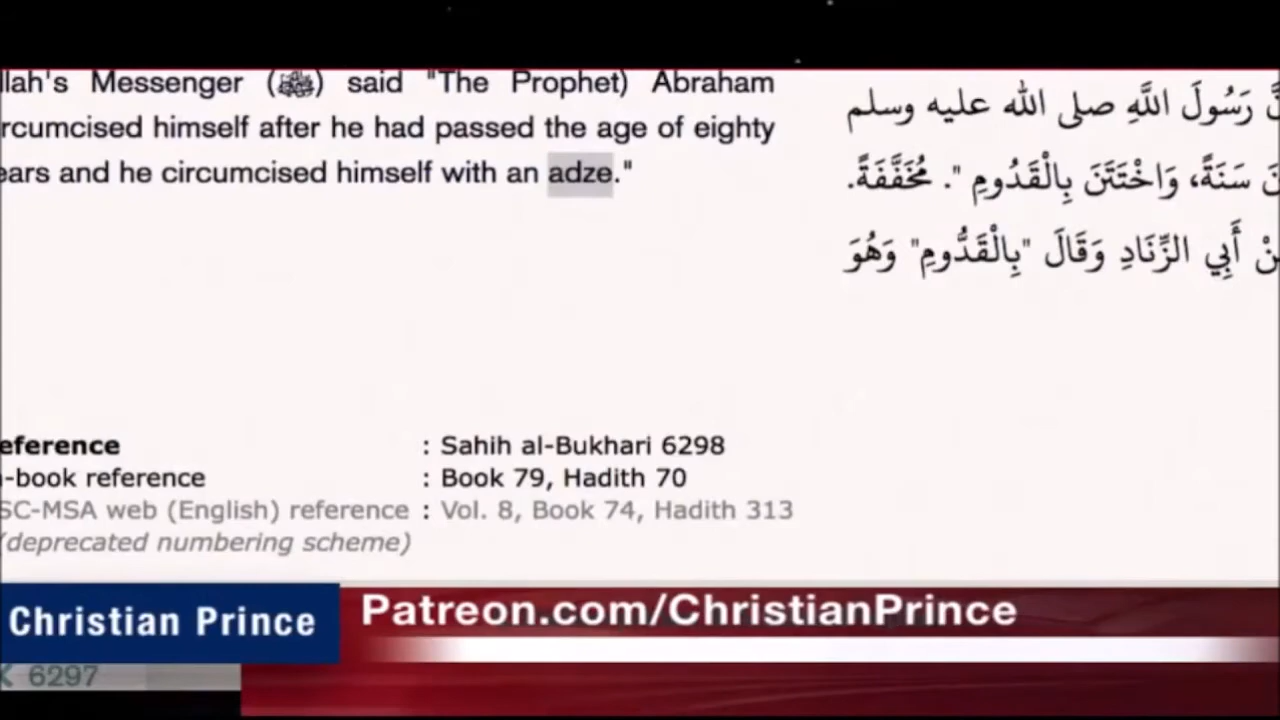 llah's Messenger (ﷺ) said "The Prophet) Abraham
rcumcised himself after he had passed the age of eighty
ears and he circumcised himself with an adze."
نَّ رَسُولَ اللَّهِ صلى الله عليه وسلم
نَ سَنَةً، وَاخْتَتَنَ بِالْقَدُومِ ‏"‏‏.‏ مُخَفَّفَةً‏.‏
نْ أَبِي الزِّنَادِ وَقَالَ ‏"‏بِالْقَدُّومِ‏"‏ وَهُوَ
eference : Sahih al-Bukhari 6298
-book reference : Book 79, Hadith 70
SC-MSA web (English) reference : Vol. 8, Book 74, Hadith 313
(deprecated numbering scheme)
Christian Prince
Patreon.com/ChristianPrince
6297